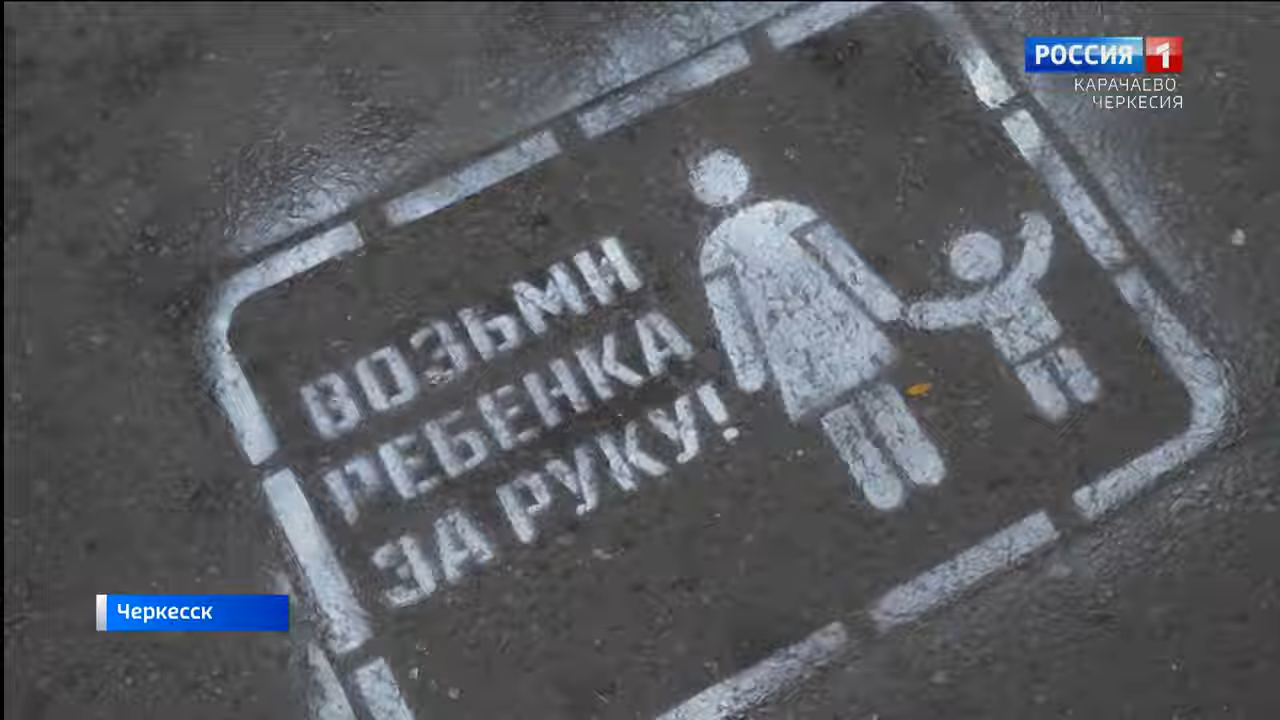 РОССИЯ 1
КАРАЧАЕВО-
ЧЕРКЕСИЯ
ВОЗЬМИ
РЕБЕНКА
ЗА РУКУ!
Черкесск